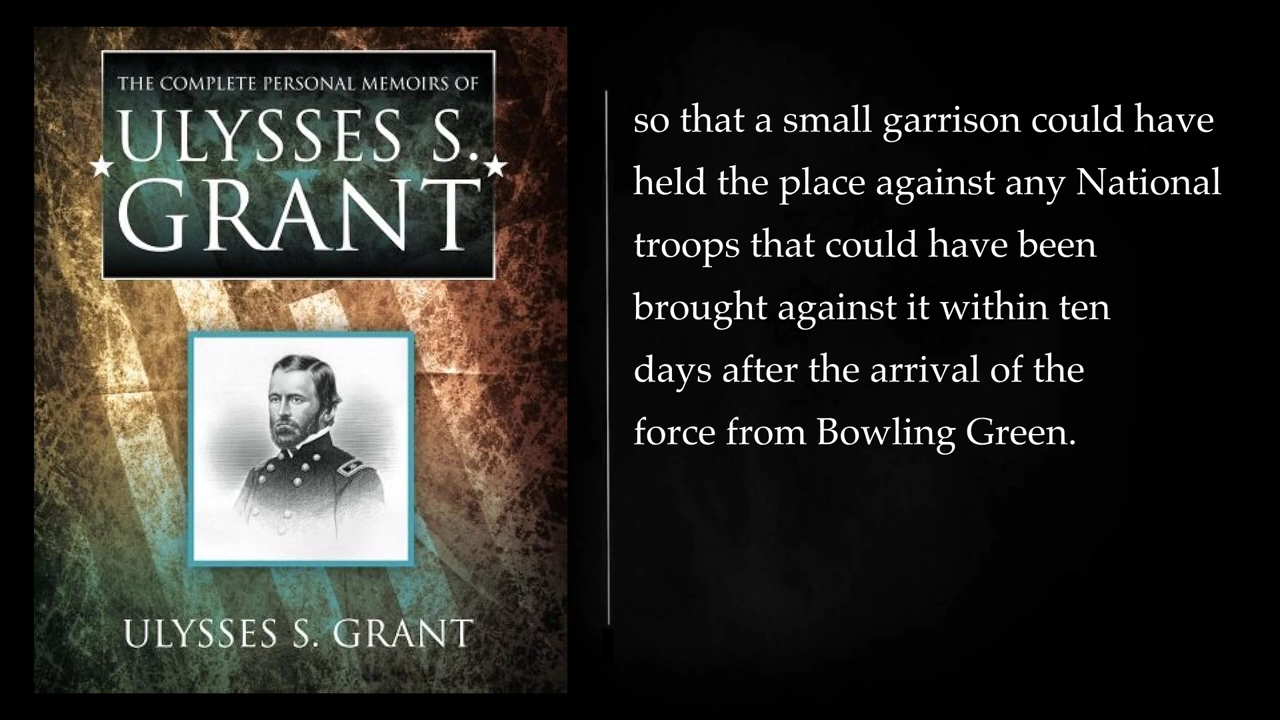 THE COMPLETE PERSONAL MEMOIRS OF
ULYSSES S.
GRANT
ULYSSES S. GRANT
so that a small garrison could have
held the place against any National
troops that could have been
brought against it within ten
days after the arrival of the
force from Bowling Green.